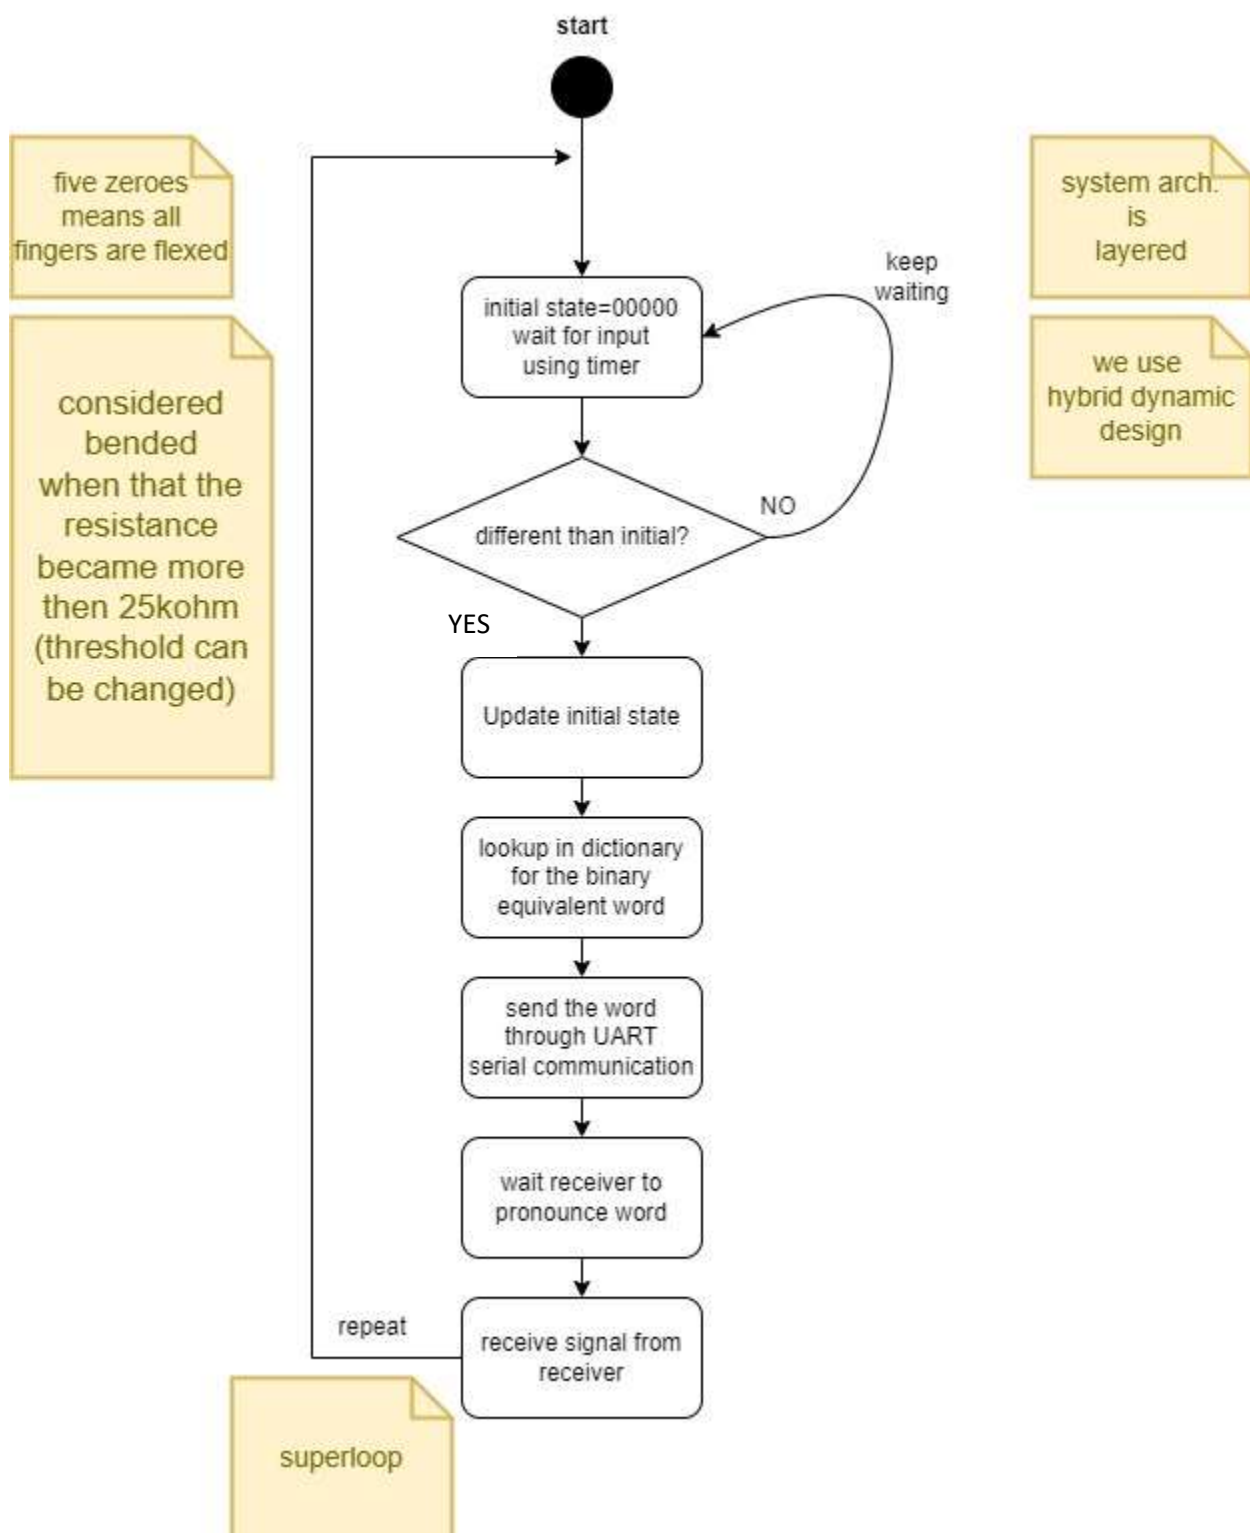 start
five zeroes
means all
fingers are flexed
system arch.
is
layered
keep
waiting
initial state=00000
wait for input
using timer
considered
bended
when that the
resistance
became more
then 25kohm
(threshold can
be changed)
we use
hybrid dynamic
design
NO
different than initial?
YES
Update initial state
lookup in dictionary
for the binary
equivalent word
send the word
through UART
serial communication
wait receiver to
pronounce word
repeat
receive signal from
receiver
superloop